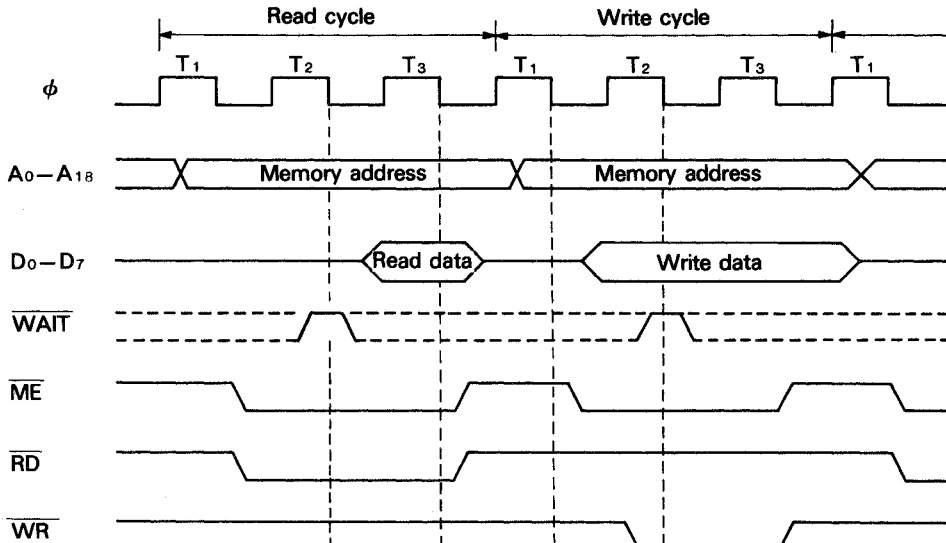 Read cycle Write cycle
T1 T2 T3 T1 T2 T3 T1
φ
A0–A18 Memory address Memory address
D0–D7 Read data Write data
WAIT
ME
RD
WR